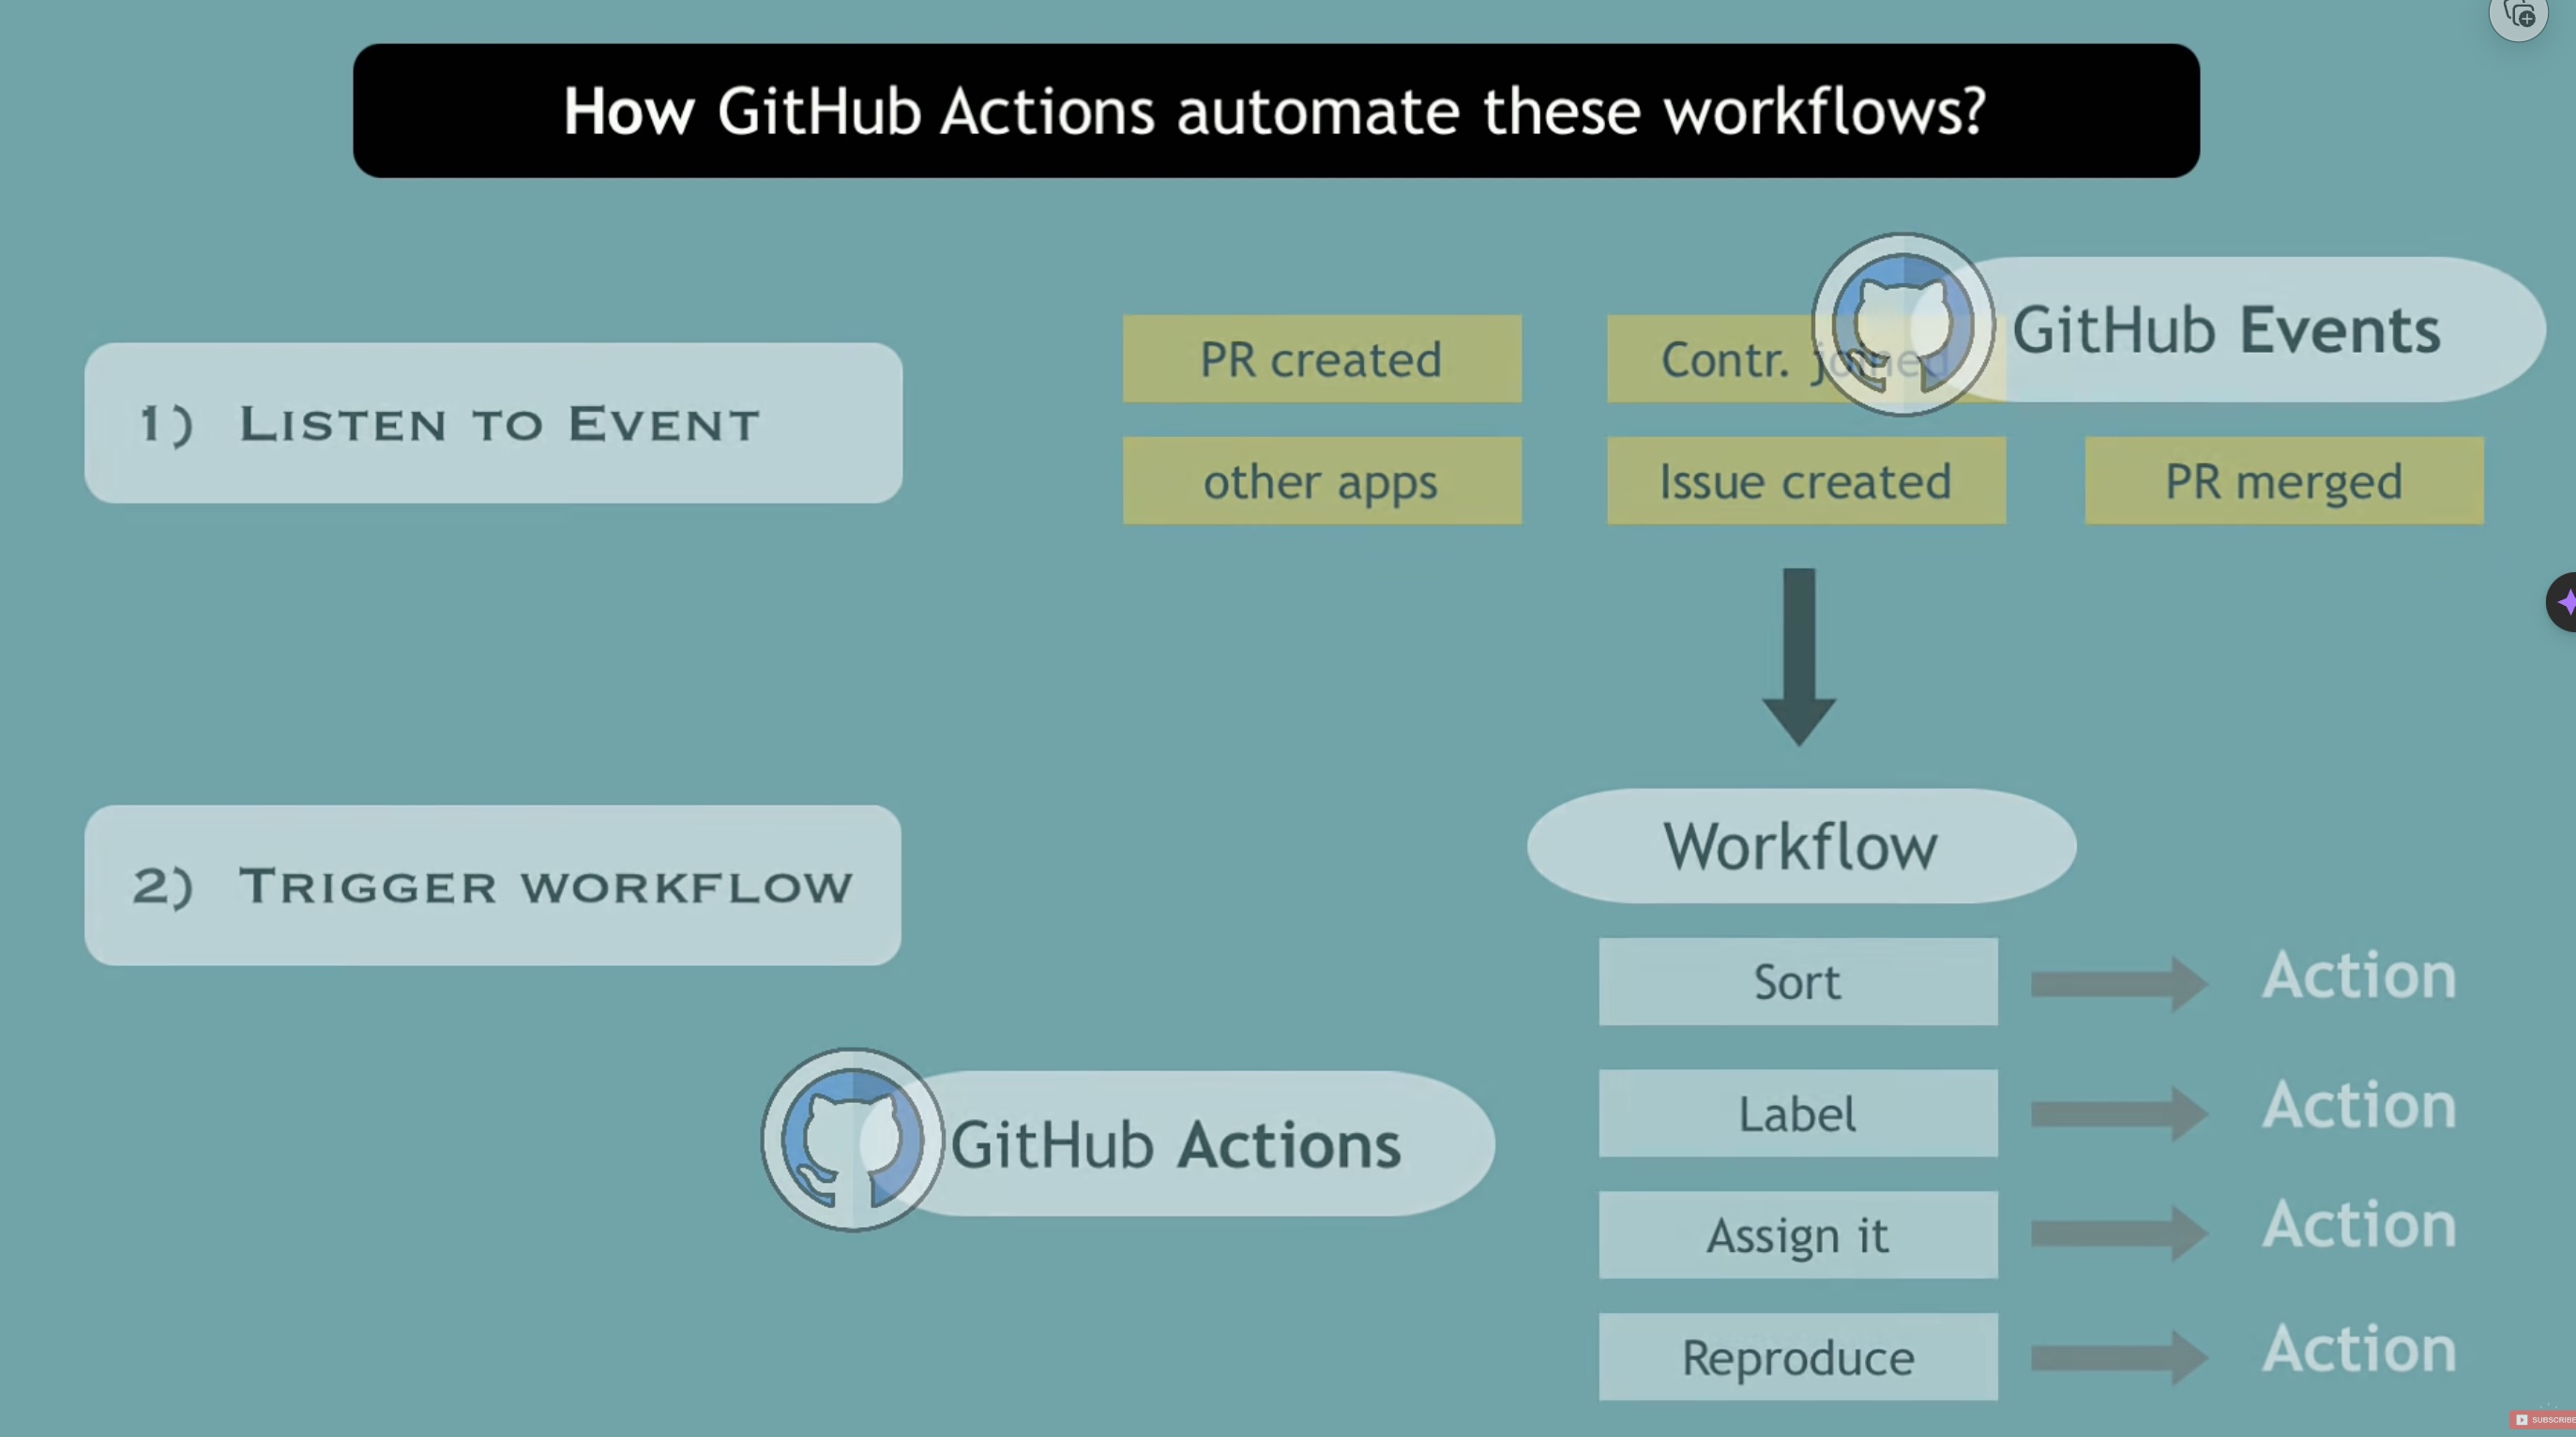 How GitHub Actions automate these workflows?
GitHub Events
1) LISTEN TO EVENT
PR created
Contr. joined
other apps
Issue created
PR merged
2) TRIGGER WORKFLOW
Workflow
Sort
Action
GitHub Actions
Label
Action
Assign it
Action
Reproduce
Action
SUBSCRIBE